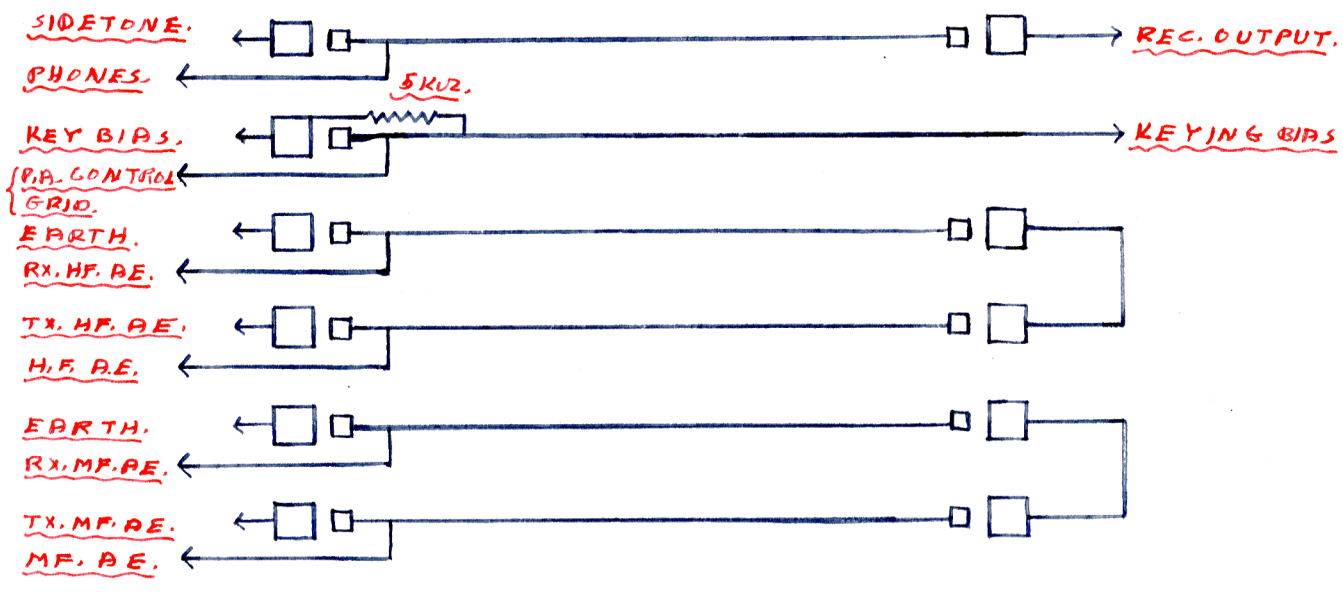 SIDETONE.
REC. OUTPUT.
PHONES.
5KΩ.
KEY BIAS.
KEYING BIAS
P.A. CONTROL
GRID.
EARTH.
RX. HF. AE.
TX. HF. AE.
H.F. A.E.
EARTH.
RX. MF. AE.
TX. MF. AE.
MF. AE.